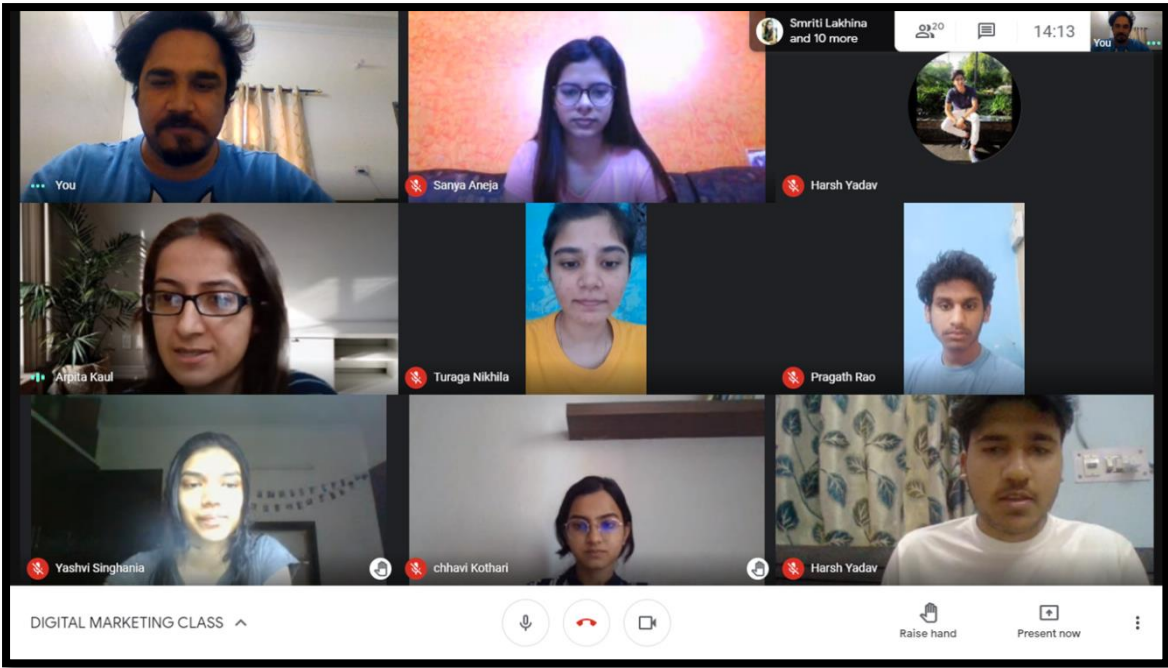 Smriti Lakhina
and 10 more
20
14:13
You
You
Sanya Aneja
Harsh Yadav
Arpita Kaul
Turaga Nikhila
Pragath Rao
Yashvi Singhania
chhavi Kothari
Harsh Yadav
DIGITAL MARKETING CLASS
Raise hand
Present now